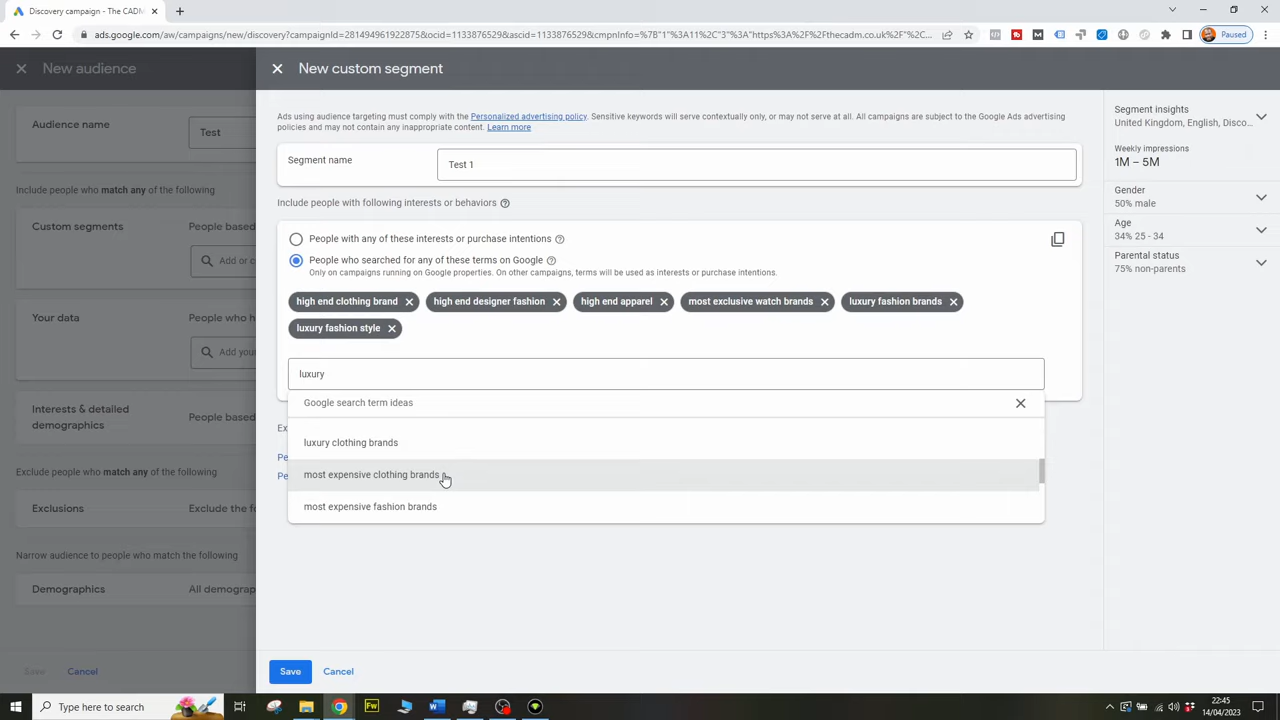 Discovery campaign - The CADM
ads.google.com/aw/campaigns/new/discovery?campaignId=281494961922875&ocid=1133876529&cmpnInfo=%7B"1"%3A11%2C"3"%3A"https%3A%2F%2Fthecadm.co.uk%2F"%2C...
Paused
New audience
New custom segment
Audience name
Test
Include people who match any of the following
Custom segments
People based
Add or c
Your data
People who h
Add your
Interests & detailed
demographics
People based
Exclude people who match any of the following
Exclusions
Exclude the f
Narrow audience to people who match the following
Demographics
All demograp
Save
Cancel
Ads using audience targeting must comply with the Personalized advertising policy. Sensitive keywords will serve contextually only, or may not serve at all. All campaigns are subject to the Google Ads advertising
policies and may not contain any inappropriate content. Learn more
Segment name
Test 1
Include people with following interests or behaviors
People with any of these interests or purchase intentions
People who searched for any of these terms on Google
Only on campaigns running on Google properties. On other campaigns, terms will be used as interests or purchase intentions.
high end clothing brand
high end designer fashion
high end apparel
most exclusive watch brands
luxury fashion brands
luxury fashion style
luxury
Google search term ideas
luxury clothing brands
most expensive clothing brands
most expensive fashion brands
Ex
Pe
Pe
Save
Cancel
Segment insights
United Kingdom, English, Disco...
Weekly impressions
1M – 5M
Gender
50% male
Age
34% 25 - 34
Parental status
75% non-parents
Type here to search
22:45
14/04/2023